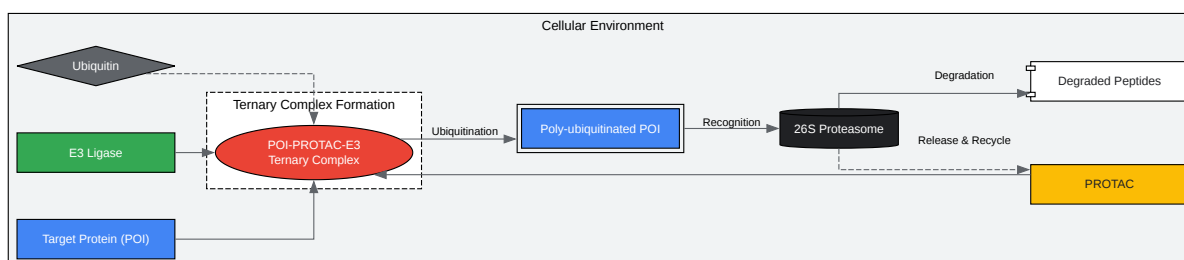 Cellular Environment
Ubiquitin
Ternary Complex Formation
E3 Ligase
POI-PROTAC-E3
Ternary Complex
Target Protein (POI)
Ubiquitination
Poly-ubiquitinated POI
Recognition
26S Proteasome
Degradation
Degraded Peptides
Release & Recycle
PROTAC